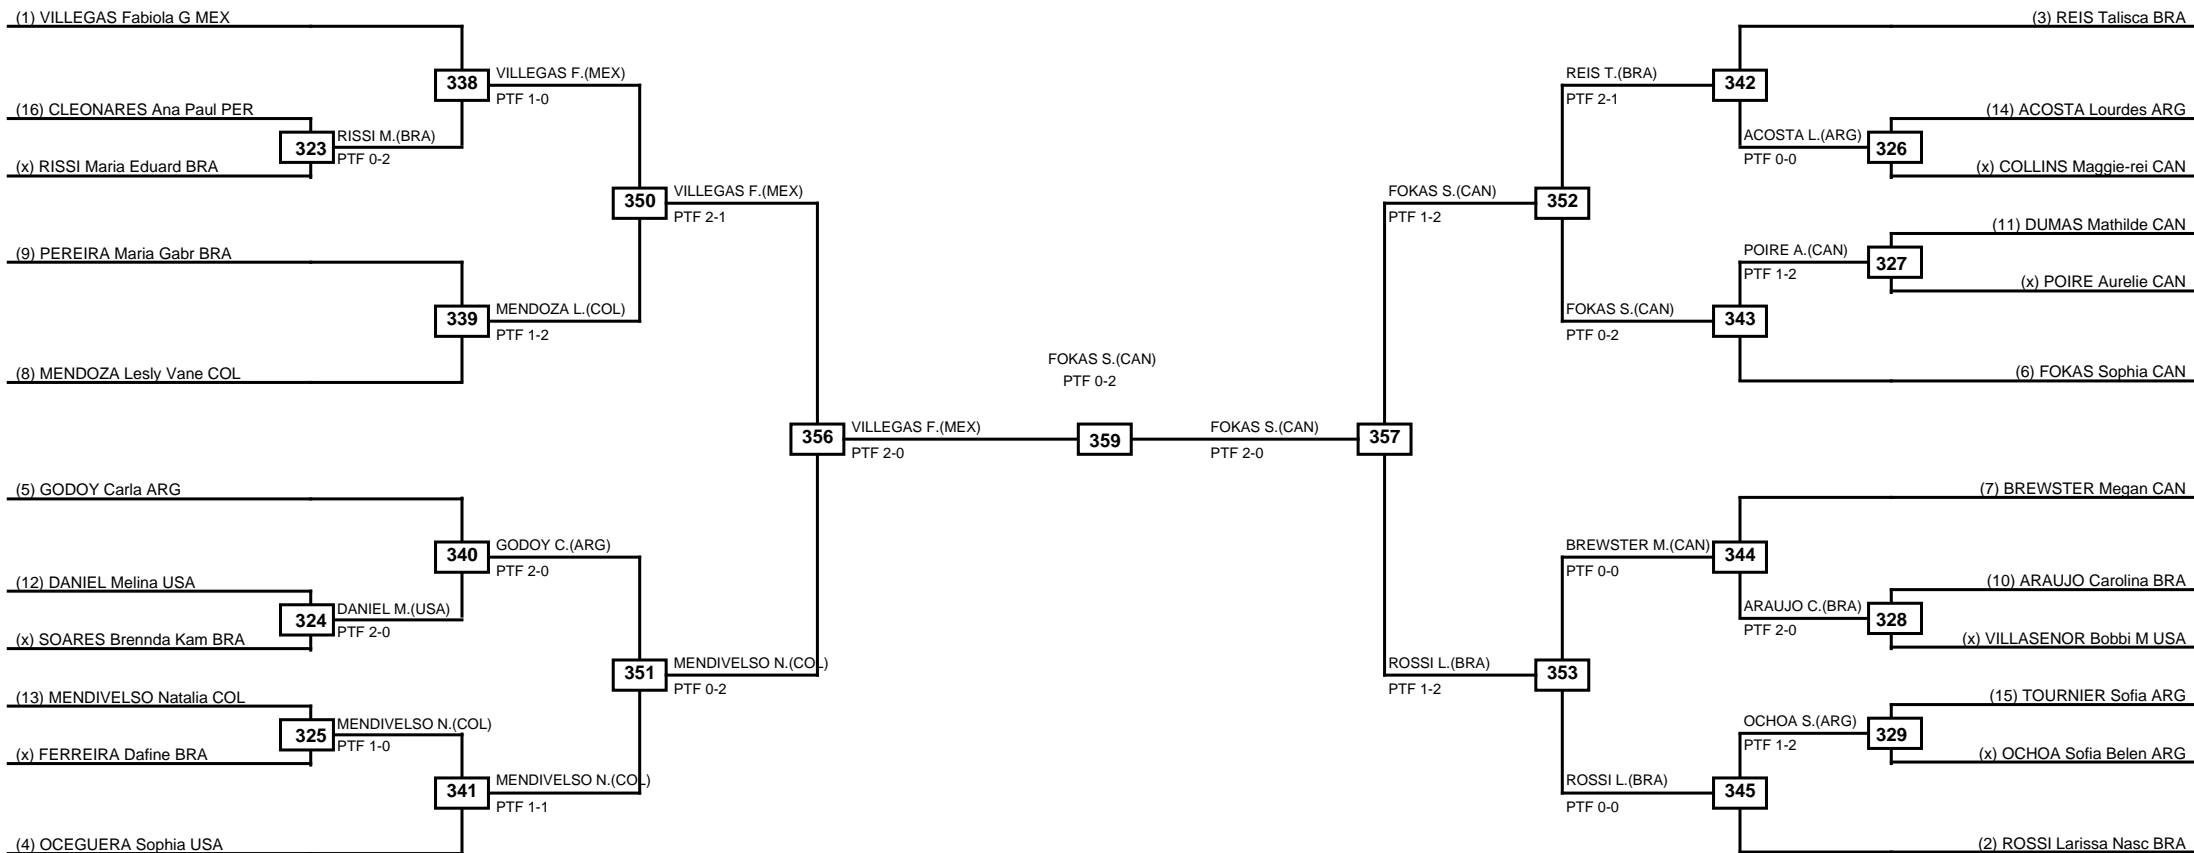 (1) VILLEGAS Fabiola G MEX
(16) CLEONARES Ana Paul PER
(x) RISSI Maria Eduard BRA
(9) PEREIRA Maria Gabr BRA
(8) MENDOZA Lesly Vane COL
(5) GODOY Carla ARG
(12) DANIEL Melina USA
(x) SOARES Brennda Kam BRA
(13) MENDIVELSO Natalia COL
(x) FERREIRA Dafine BRA
(4) OCEGUERA Sophia USA
323
RISSI M.(BRA)
PTF 0-2
324
DANIEL M.(USA)
PTF 2-0
325
MENDIVELSO N.(COL)
PTF 1-0
338
VILLEGAS F.(MEX)
PTF 1-0
339
MENDOZA L.(COL)
PTF 1-2
340
GODOY C.(ARG)
PTF 2-0
341
MENDIVELSO N.(COL)
PTF 1-1
350
VILLEGAS F.(MEX)
PTF 2-1
351
MENDIVELSO N.(COL)
PTF 0-2
356
VILLEGAS F.(MEX)
PTF 2-0
FOKAS S.(CAN)
PTF 0-2
359
FOKAS S.(CAN)
PTF 2-0
357
FOKAS S.(CAN)
PTF 1-2
352
ROSSI L.(BRA)
PTF 1-2
353
REIS T.(BRA)
PTF 2-1
342
FOKAS S.(CAN)
PTF 0-2
343
BREWSTER M.(CAN)
PTF 0-0
344
ROSSI L.(BRA)
PTF 0-0
345
ACOSTA L.(ARG)
PTF 0-0
326
POIRE A.(CAN)
PTF 1-2
327
ARAUJO C.(BRA)
PTF 2-0
328
OCHOA S.(ARG)
PTF 1-2
329
(3) REIS Talisca BRA
(14) ACOSTA Lourdes ARG
(x) COLLINS Maggie-rei CAN
(11) DUMAS Mathilde CAN
(x) POIRE Aurelie CAN
(6) FOKAS Sophia CAN
(7) BREWSTER Megan CAN
(10) ARAUJO Carolina BRA
(x) VILLASENOR Bobbi M USA
(15) TOURNIER Sofia ARG
(x) OCHOA Sofia Belen ARG
(2) ROSSI Larissa Nasc BRA